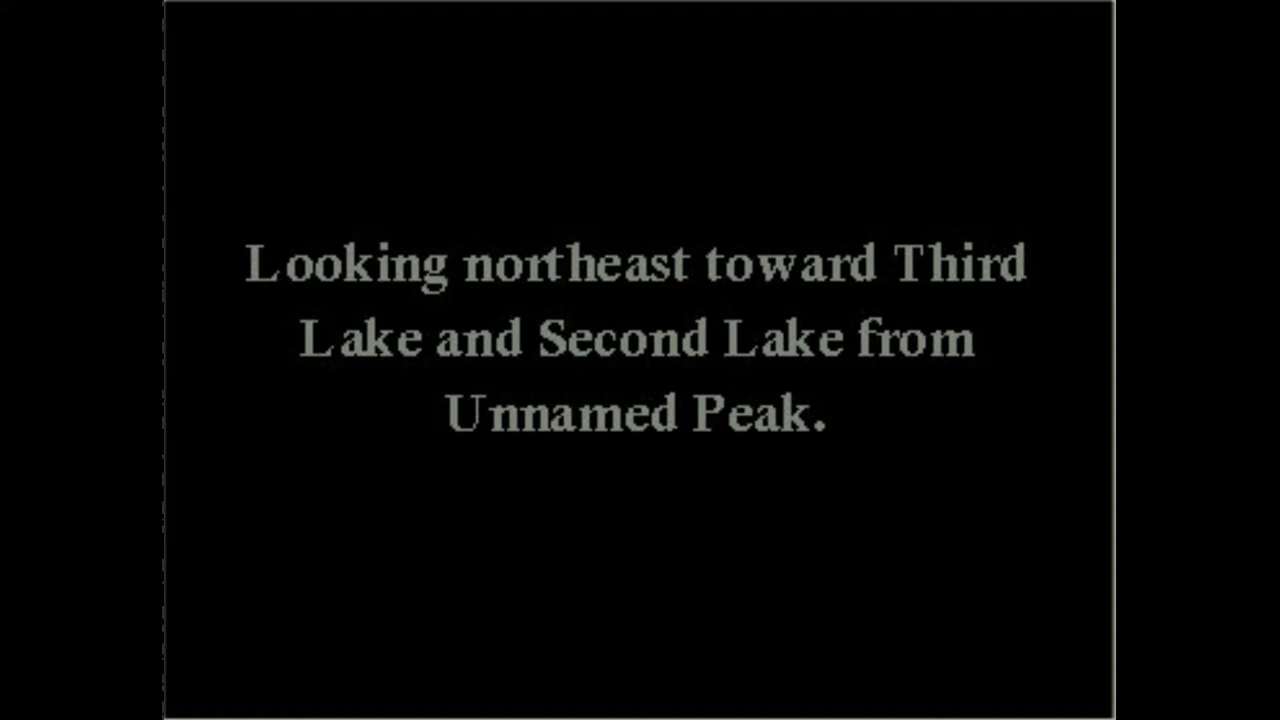 Looking northeast toward Third
Lake and Second Lake from
Unnamed Peak.